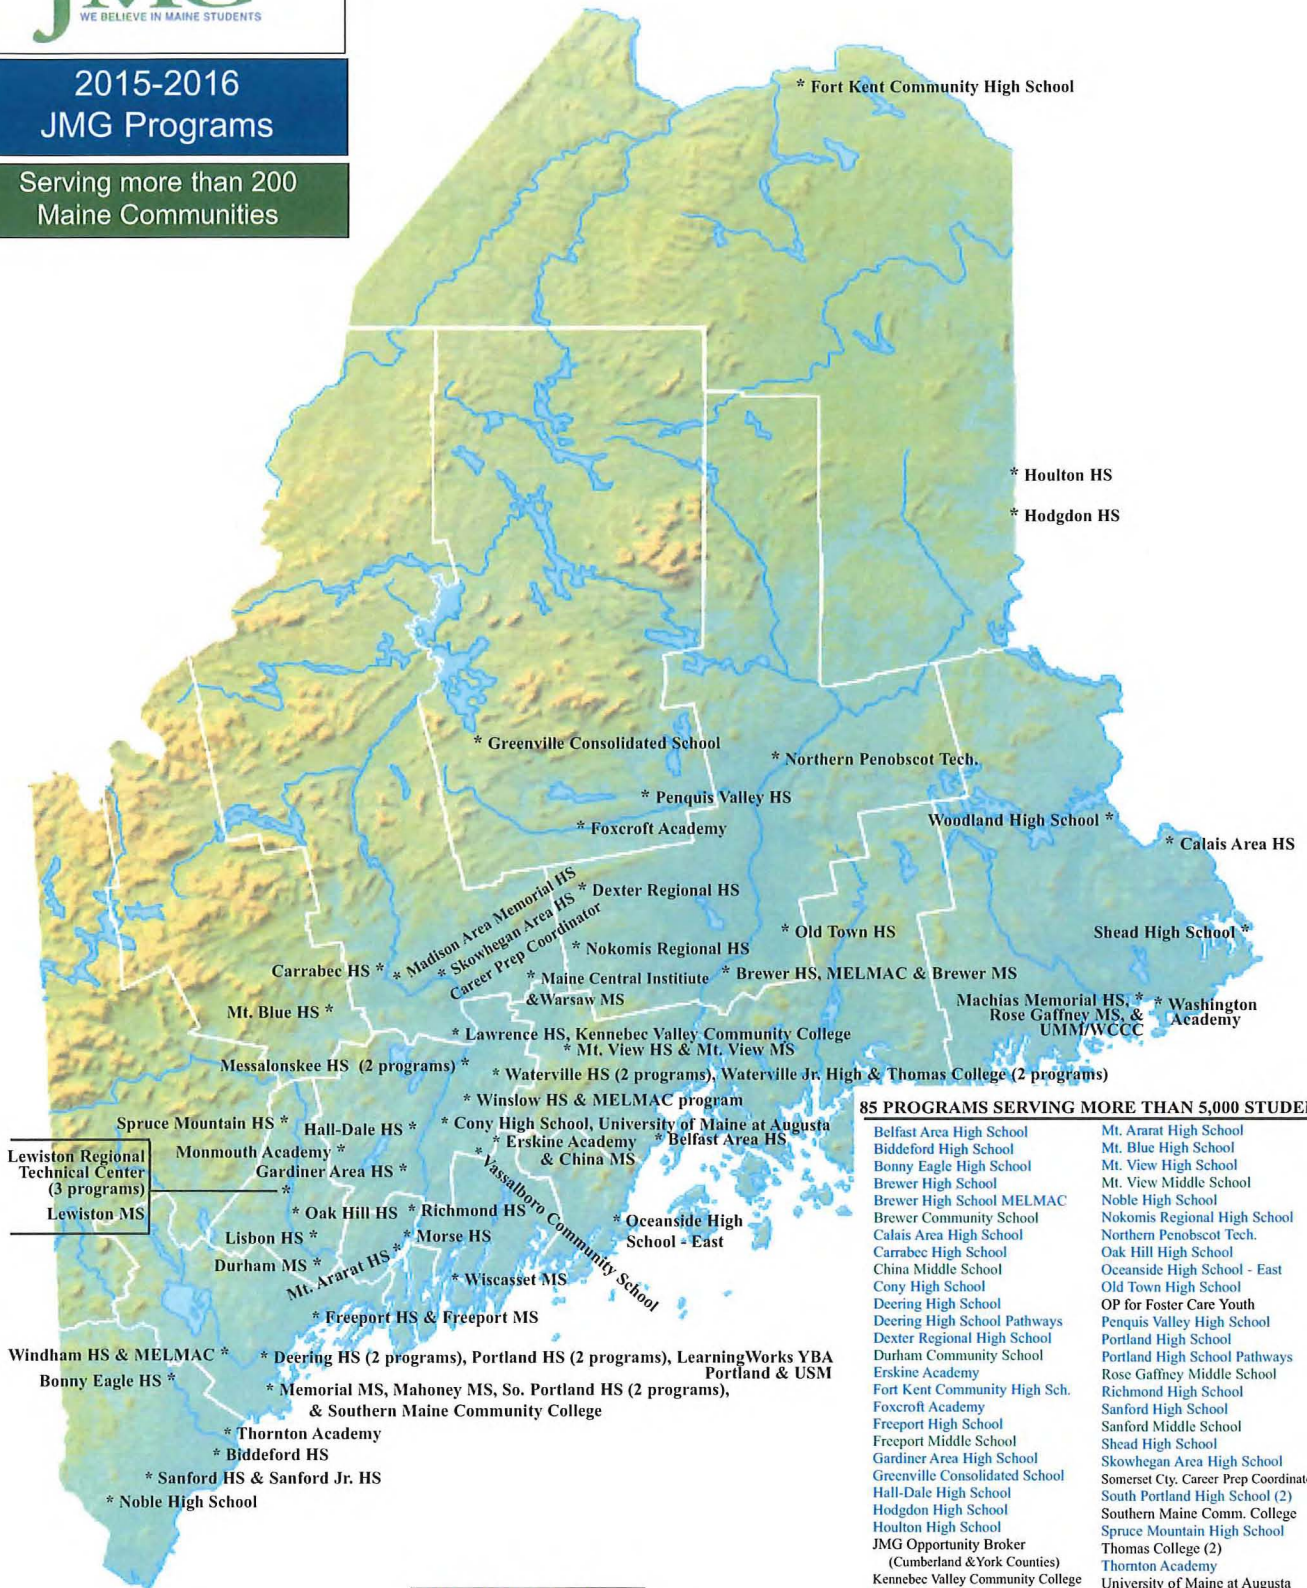 JMG
WE BELIEVE IN MAINE STUDENTS
2015-2016
JMG Programs
Serving more than 200
Maine Communities
* Fort Kent Community High School
* Houlton HS
* Hodgdon HS
* Greenville Consolidated School
* Northern Penobscot Tech.
* Penquis Valley HS
Woodland High School *
* Foxcroft Academy
* Calais Area HS
* Madison Area Memorial HS
* Skowhegan Area HS
Career Prep Coordinator
* Dexter Regional HS
* Old Town HS
Shead High School *
* Nokomis Regional HS
Carrabec HS *
* Maine Central Institiute
&Warsaw MS
* Brewer HS, MELMAC & Brewer MS
Machias Memorial HS, *
Rose Gaffney MS, &
UMM/WCCC
* Washington
Academy
Mt. Blue HS *
* Lawrence HS, Kennebec Valley Community College
* Mt. View HS & Mt. View MS
Messalonskee HS (2 programs) *
* Waterville HS (2 programs), Waterville Jr. High & Thomas College (2 programs)
* Winslow HS & MELMAC program
Spruce Mountain HS *
Hall-Dale HS *
* Cony High School, University of Maine at Augusta
* Erskine Academy
& China MS
* Belfast Area HS
Monmouth Academy *
Gardiner Area HS *
* Vassalboro Community School
Lewiston Regional
Technical Center
(3 programs)
Lewiston MS
*
* Oak Hill HS
* Richmond HS
* Oceanside High
School - East
Lisbon HS *
* Morse HS
Durham MS *
Mt. Ararat HS *
* Wiscasset MS
* Freeport HS & Freeport MS
Windham HS & MELMAC *
* Deering HS (2 programs), Portland HS (2 programs), LearningWorks YBA
Portland & USM
Bonny Eagle HS *
* Memorial MS, Mahoney MS, So. Portland HS (2 programs),
& Southern Maine Community College
* Thornton Academy
* Biddeford HS
* Sanford HS & Sanford Jr. HS
* Noble High School
85 PROGRAMS SERVING MORE THAN 5,000 STUDE
Belfast Area High School
Biddeford High School
Bonny Eagle High School
Brewer High School
Brewer High School MELMAC
Brewer Community School
Calais Area High School
Carrabec High School
China Middle School
Cony High School
Deering High School
Deering High School Pathways
Dexter Regional High School
Durham Community School
Erskine Academy
Fort Kent Community High Sch.
Foxcroft Academy
Freeport High School
Freeport Middle School
Gardiner Area High School
Greenville Consolidated School
Hall-Dale High School
Hodgdon High School
Houlton High School
JMG Opportunity Broker
(Cumberland &York Counties)
Kennebec Valley Community College
Mt. Ararat High School
Mt. Blue High School
Mt. View High School
Mt. View Middle School
Noble High School
Nokomis Regional High School
Northern Penobscot Tech.
Oak Hill High School
Oceanside High School - East
Old Town High School
OP for Foster Care Youth
Penquis Valley High School
Portland High School
Portland High School Pathways
Rose Gaffney Middle School
Richmond High School
Sanford High School
Sanford Middle School
Shead High School
Skowhegan Area High School
Somerset Cty. Career Prep Coordinat
South Portland High School (2)
Southern Maine Comm. College
Spruce Mountain High School
Thomas College (2)
Thornton Academy
University of Maine at Augusta